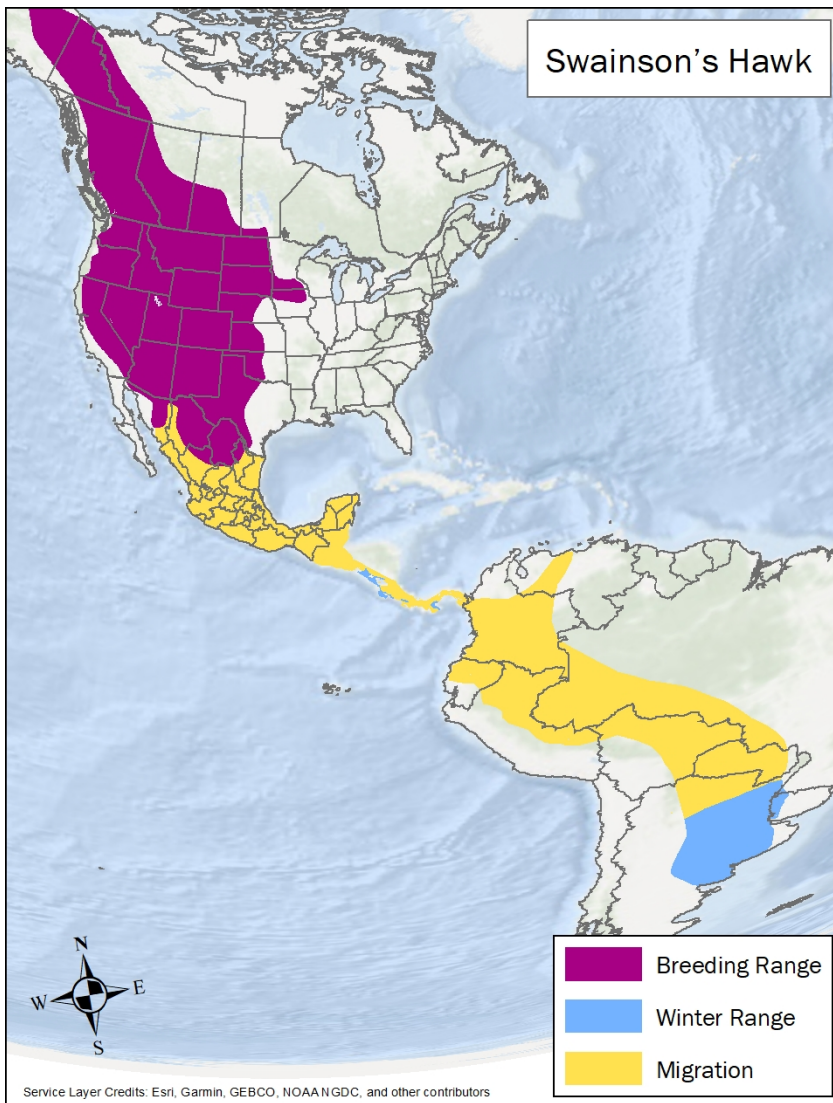 Swainson's Hawk
N
W
E
S
Breeding Range
Winter Range
Migration
Service Layer Credits: Esri, Garmin, GEBCO, NOAA NGDC, and other contributors